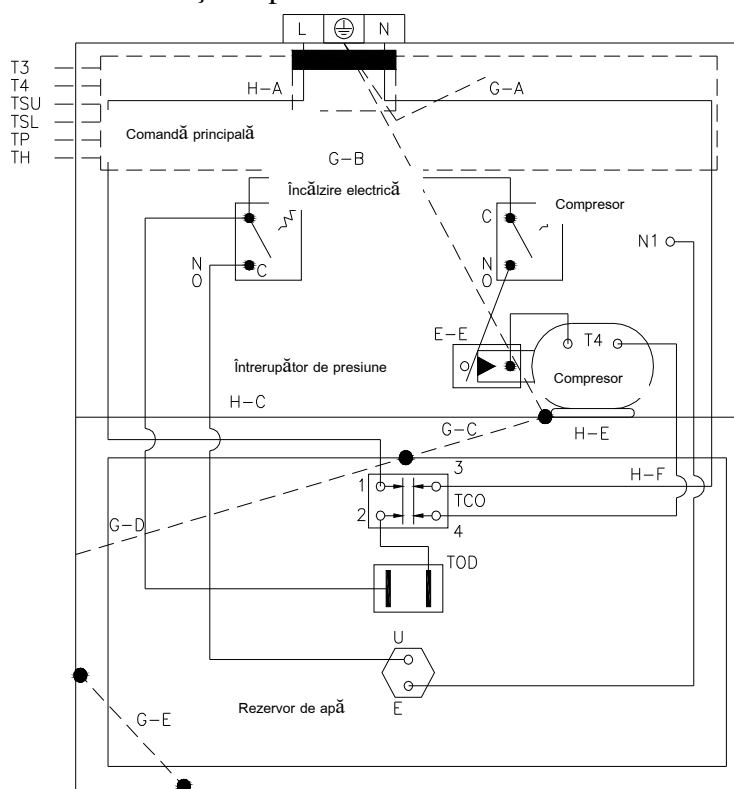 L N
T3
T4
TSU
TSL
TP
TH
H-A
G-A
Comandă principală
G-B
Încălzire electrică
Compresor
C
N1
N
O
C
N
O
E-E
T4
Întrerupător de presiune
Compresor
H-C
G-C
H-E
3
H-F
1
TCO
G-D
2
4
TOD
U
E
Rezervor de apă
G-E